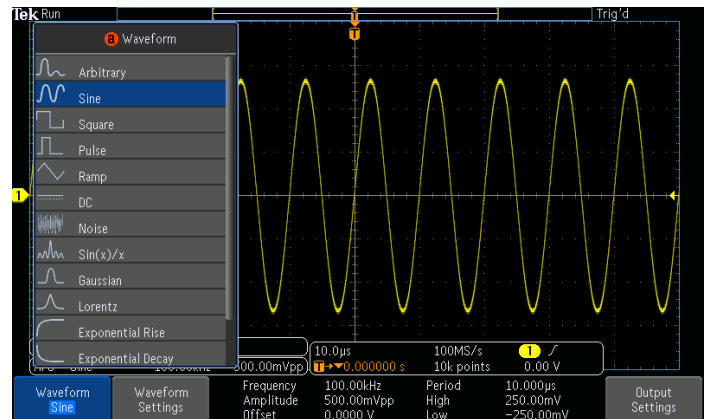 Tek Run Trig'd
a Waveform
T
Arbitrary
Sine
Square
Pulse
Ramp
DC
1
Noise
Sin(x)/x
Gaussian
Lorentz
Exponential Rise
Exponential Decay
10.0µs 100MS/s 1
500.00mVpp T→▼0.000000 s 10k points 0.00 V
Waveform Sine
Waveform Settings
Frequency 100.00kHz Period 10.000µs
Amplitude 500.00mVpp High 250.00mV
Offset 0.0000 V Low −250.00mV
Output Settings